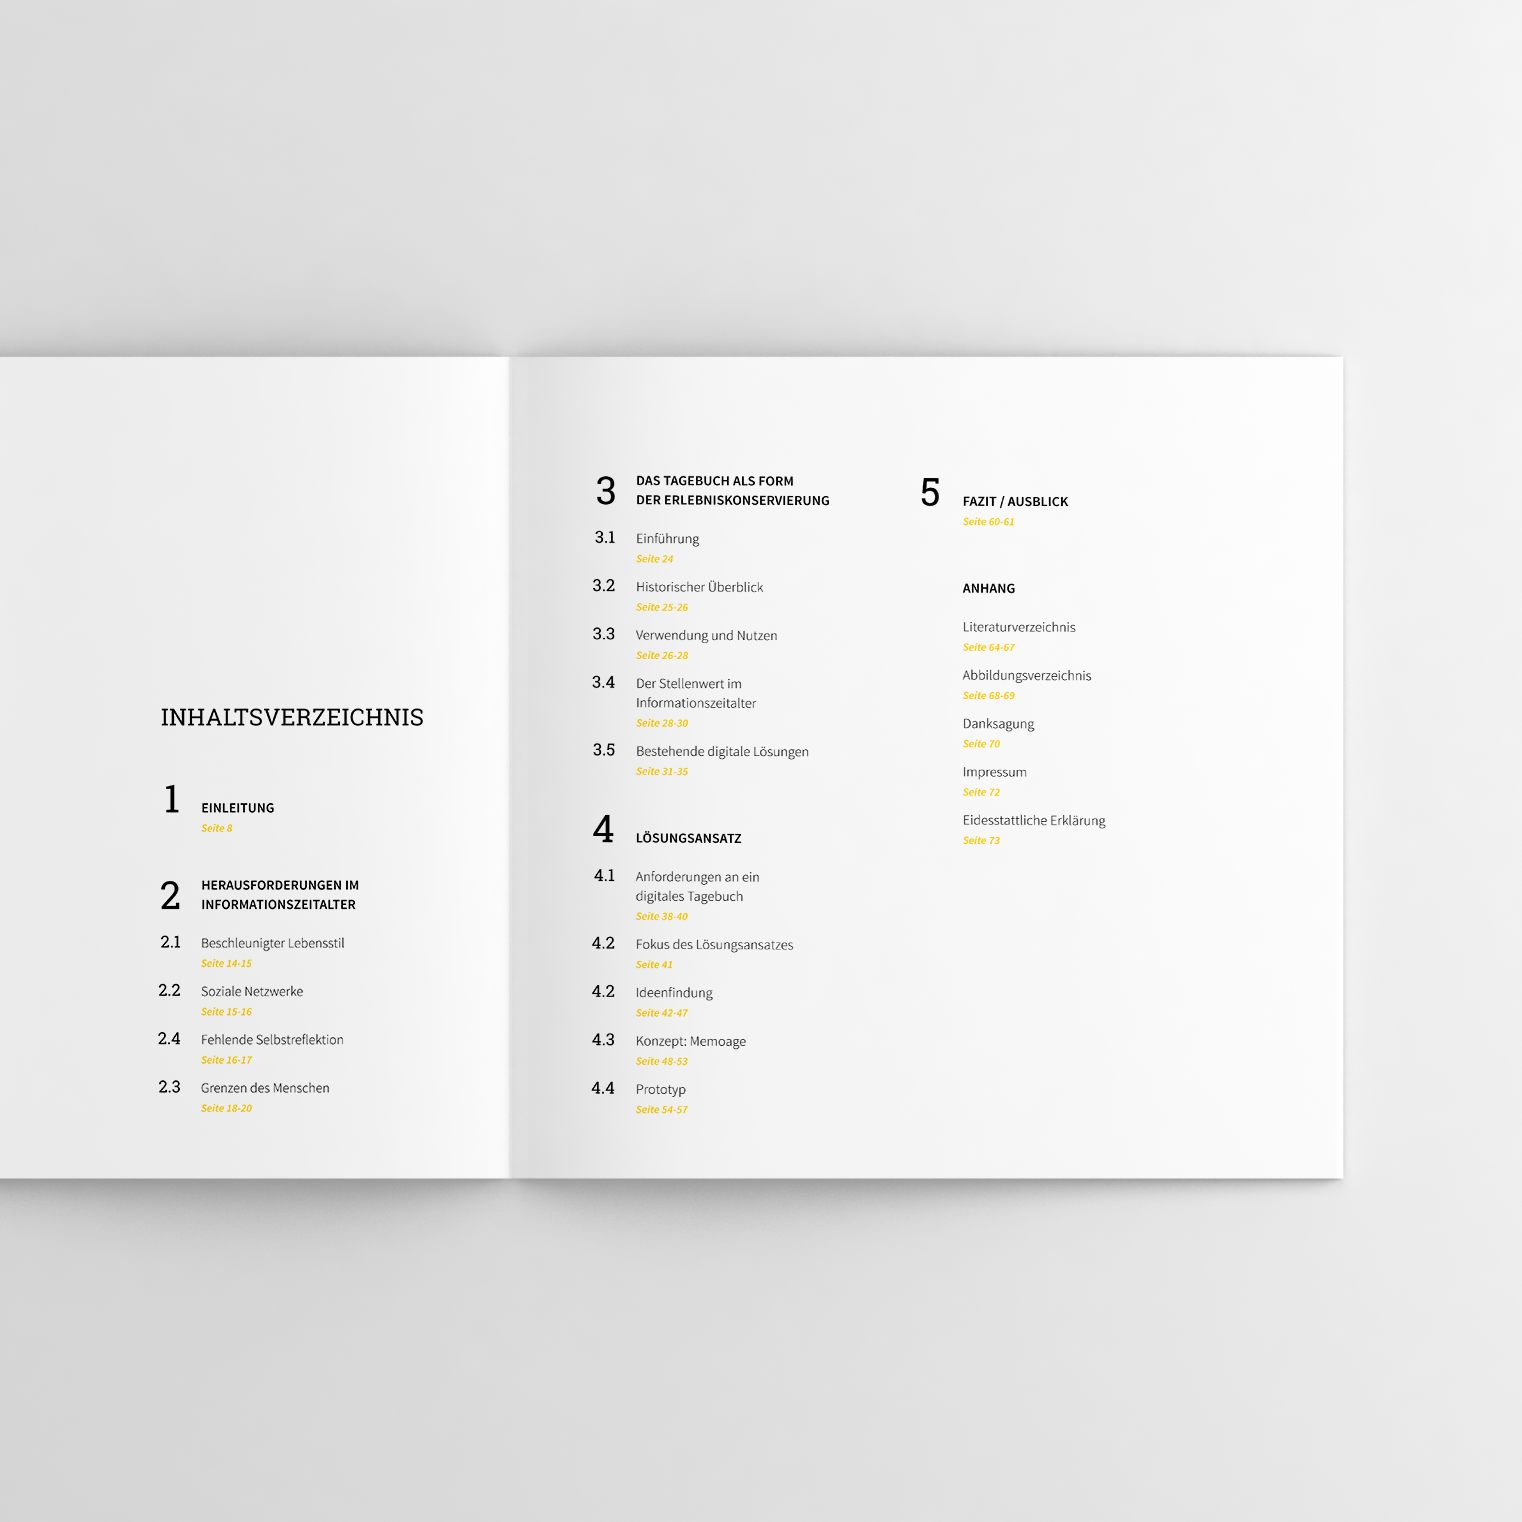 INHALTSVERZEICHNIS
1 EINLEITUNG
Seite 8
2 HERAUSFORDERUNGEN IM
INFORMATIONSZEITALTER
2.1 Beschleunigter Lebensstil
Seite 14-15
2.2 Soziale Netzwerke
Seite 15-16
2.4 Fehlende Selbstreflektion
Seite 16-17
2.3 Grenzen des Menschen
Seite 18-20
3 DAS TAGEBUCH ALS FORM
DER ERLEBNISKONSERVIERUNG
3.1 Einführung
Seite 24
3.2 Historischer Überblick
Seite 25-26
3.3 Verwendung und Nutzen
Seite 26-28
3.4 Der Stellenwert im
Informationszeitalter
Seite 28-30
3.5 Bestehende digitale Lösungen
Seite 31-35
4 LÖSUNGSANSATZ
4.1 Anforderungen an ein
digitales Tagebuch
Seite 38-40
4.2 Fokus des Lösungsansatzes
Seite 41
4.2 Ideenfindung
Seite 42-47
4.3 Konzept: Memoage
Seite 48-53
4.4 Prototyp
Seite 54-57
5 FAZIT / AUSBLICK
Seite 60-61
ANHANG
Literaturverzeichnis
Seite 64-67
Abbildungsverzeichnis
Seite 68-69
Danksagung
Seite 70
Impressum
Seite 72
Eidesstattliche Erklärung
Seite 73